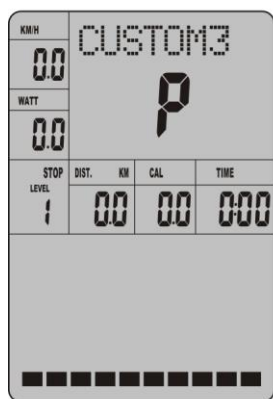 KM/H
0.0
CUSTOM3
P
WATT
0.0
STOP
LEVEL
1
DIST. KM
0.0
CAL
0.0
TIME
0:00